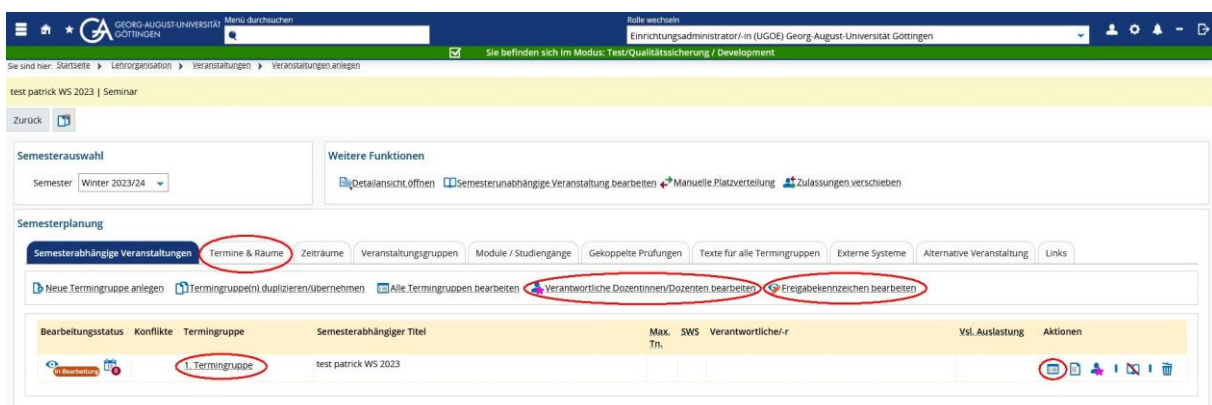 GEORG-AUGUST-UNIVERSITÄT
GÖTTINGEN
Menü durchsuchen
Rolle wechseln
Einrichtungsadministrator/-in (UGOE) Georg-August-Universität Göttingen
Sie befinden sich im Modus: Test/Qualitätssicherung / Development
Sie sind hier: Startseite Lehrorganisation Veranstaltungen Veranstaltungen anlegen
test patrick WS 2023 | Seminar
Zurück
Semesterauswahl
Semester Winter 2023/24
Weitere Funktionen
Detailansicht öffnen Semesterunabhängige Veranstaltung bearbeiten Manuelle Platzverteilung Zulassungen verschieben
Semesterplanung
Semesterabhängige Veranstaltungen Termine & Räume Zeiträume Veranstaltungsgruppen Module / Studiengänge Gekoppelte Prüfungen Texte für alle Termingruppen Externe Systeme Alternative Veranstaltung Links
Neue Termingruppe anlegen Termingruppe(n) duplizieren/übernehmen Alle Termingruppen bearbeiten Verantwortliche Dozentinnen/Dozenten bearbeiten Freigabekennzeichen bearbeiten
Bearbeitungsstatus Konflikte Termingruppe Semesterabhängiger Titel Max. Tn. SWS Verantwortliche/-r Vsl. Auslastung Aktionen
In Bearbeitung 0 1. Termingruppe test patrick WS 2023